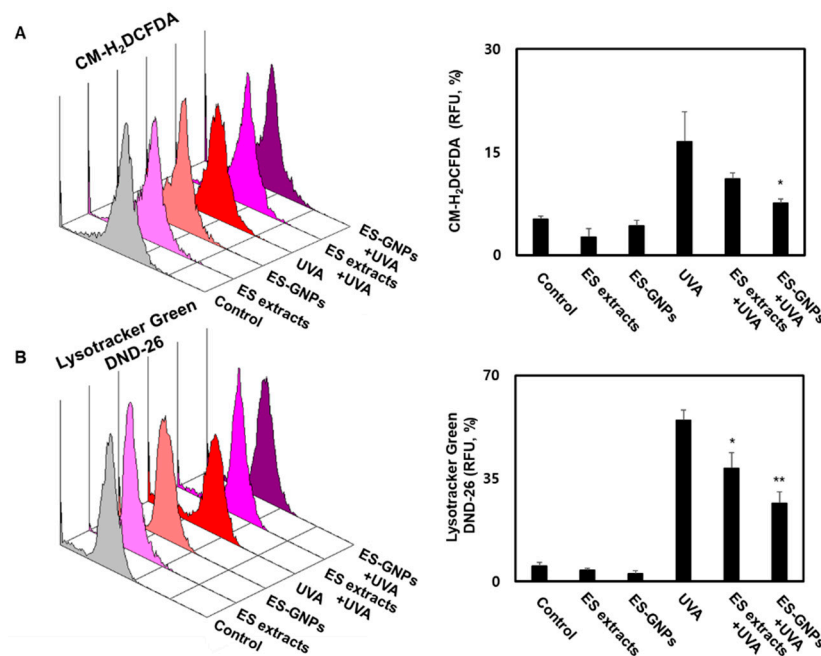 A
CM-H₂DCFDA
ES-GNPs
+UVA
ES extracts
+UVA
UVA
ES-GNPs
ES extracts
Control
30
15
0
CM-H₂DCFDA (RFU, %)
*
Control
ES extracts
ES-GNPs
UVA
ES extracts
+UVA
ES-GNPs
+UVA
B
Lysotracker Green
DND-26
ES-GNPs
+UVA
ES extracts
+UVA
UVA
ES-GNPs
ES extracts
Control
70
35
0
Lysotracker Green
DND-26 (RFU, %)
*
**
Control
ES extracts
ES-GNPs
UVA
ES extracts
+UVA
ES-GNPs
+UVA